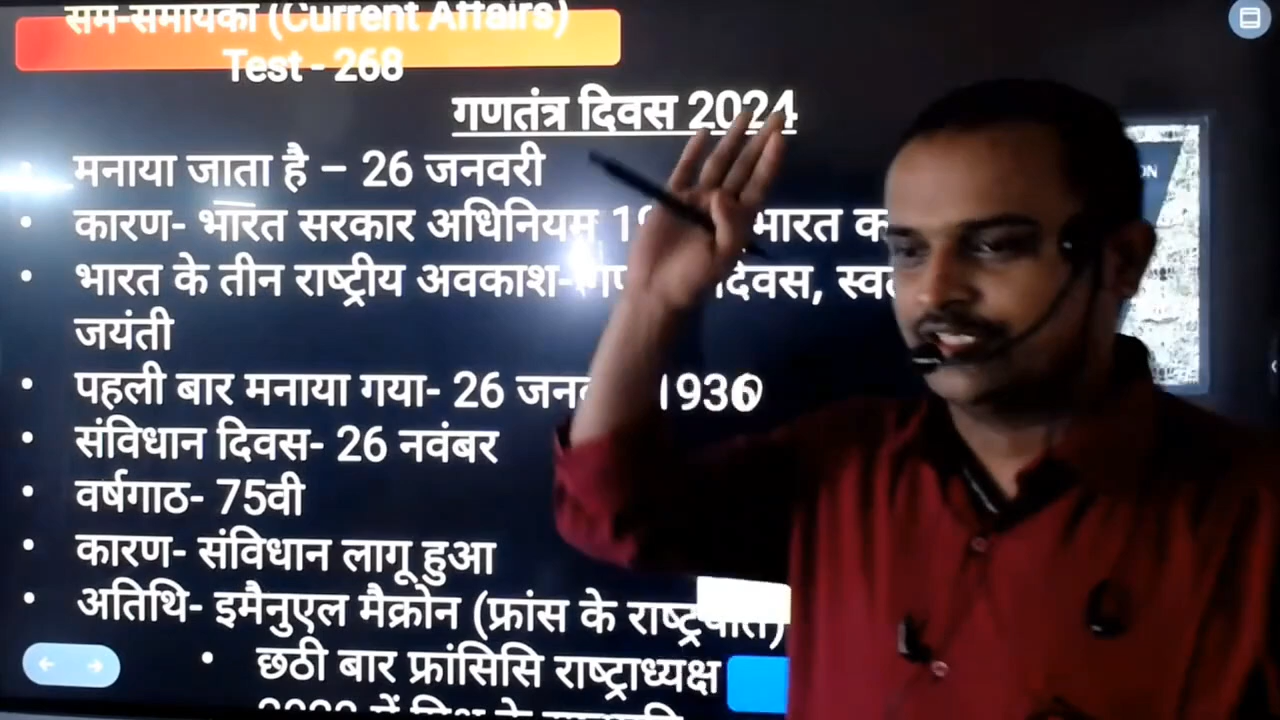 सम-समायिकी (Current Affairs)
Test - 268
गणतंत्र दिवस 2024
• मनाया जाता है – 26 जनवरी
• कारण- भारत सरकार अधिनियम भारत
• भारत के तीन राष्ट्रीय अवकाश- दिवस,
जयंती
• पहली बार मनाया गया- 26
• संविधान दिवस- 26 नवंबर
• वर्षगाठ- 75वी
• कारण- संविधान लागू हुआ
• अतिथि- इमैनुएल मैक्रोन (फ्रांस के राष्ट्रपति)
• छठी बार फ्रांसिसि राष्ट्राध्यक्ष